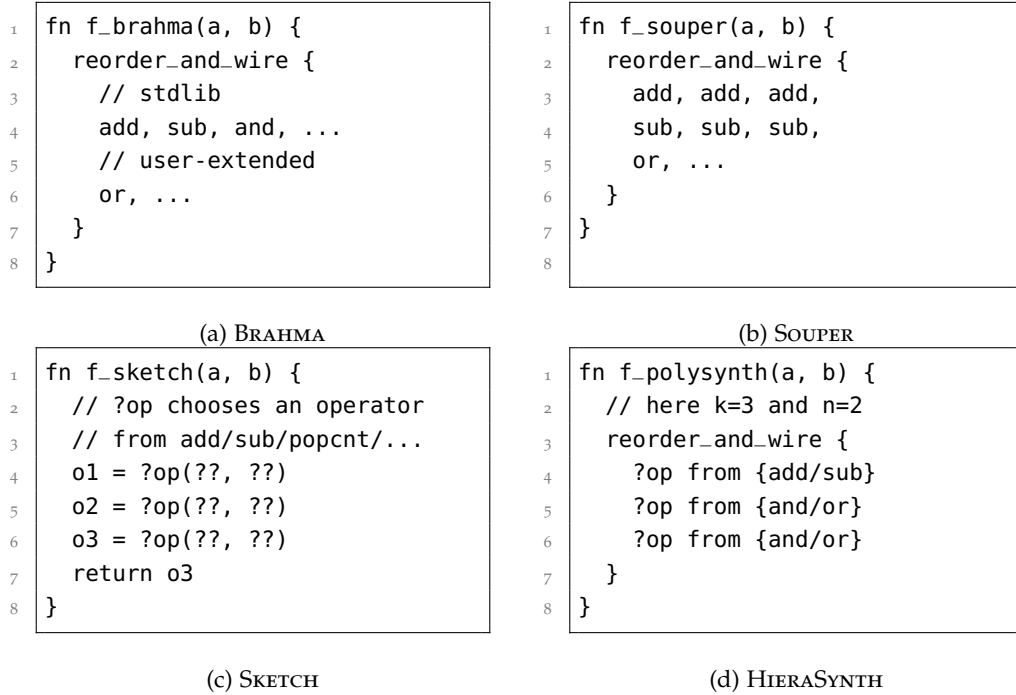 1 fn f_brahma(a, b) {
2 reorder_and_wire {
3 // stdlib
4 add, sub, and, ...
5 // user-extended
6 or, ...
7 }
8 }
(a) BRAHMA
1 fn f_souper(a, b) {
2 reorder_and_wire {
3 add, add, add,
4 sub, sub, sub,
5 or, ...
6 }
7 }
8
(b) SOUPER
1 fn f_sketch(a, b) {
2 // ?op chooses an operator
3 // from add/sub/popcnt/...
4 o1 = ?op(??, ??)
5 o2 = ?op(??, ??)
6 o3 = ?op(??, ??)
7 return o3
8 }
(c) SKETCH
1 fn f_polysynth(a, b) {
2 // here k=3 and n=2
3 reorder_and_wire {
4 ?op from {add/sub}
5 ?op from {and/or}
6 ?op from {and/or}
7 }
8 }
(d) HIERASYNTH